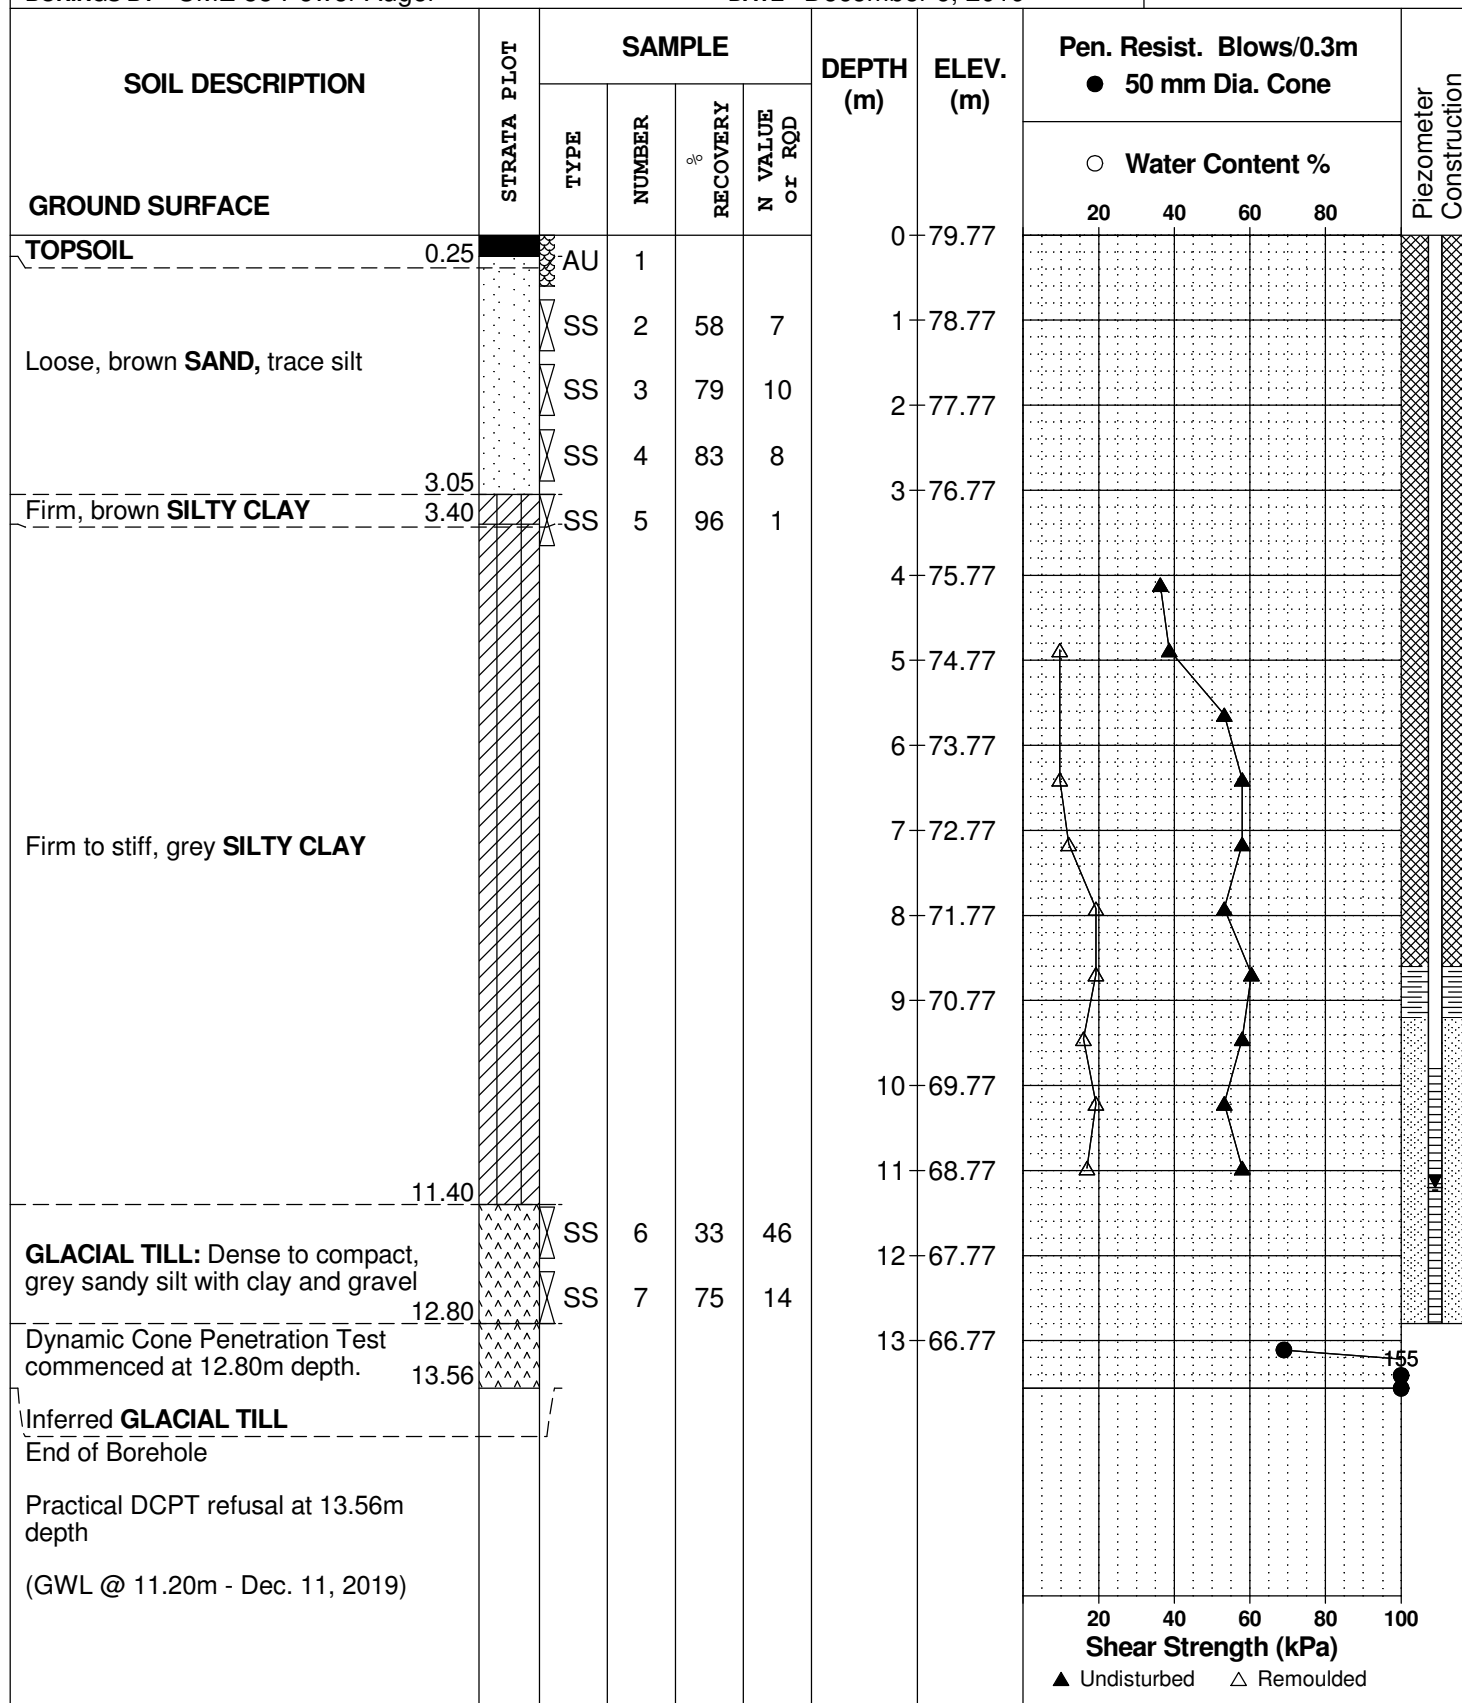 SOIL DESCRIPTION
GROUND SURFACE
STRATA PLOT
SAMPLE
TYPE
NUMBER
% RECOVERY
N VALUE or RQD
DEPTH (m)
ELEV. (m)
Pen. Resist. Blows/0.3m
● 50 mm Dia. Cone
○ Water Content %
20 40 60 80
Piezometer Construction
0 79.77
TOPSOIL 0.25
AU 1
SS 2 58 7
1 78.77
Loose, brown SAND, trace silt
SS 3 79 10
2 77.77
SS 4 83 8
3.05
3 76.77
Firm, brown SILTY CLAY 3.40
SS 5 96 1
4 75.77
5 74.77
6 73.77
7 72.77
Firm to stiff, grey SILTY CLAY
8 71.77
9 70.77
10 69.77
11 68.77
11.40
SS 6 33 46
GLACIAL TILL: Dense to compact,
12 67.77
grey sandy silt with clay and gravel
12.80
SS 7 75 14
Dynamic Cone Penetration Test
13 66.77
commenced at 12.80m depth.
13.56
155
Inferred GLACIAL TILL
End of Borehole
Practical DCPT refusal at 13.56m
depth
(GWL @ 11.20m - Dec. 11, 2019)
20 40 60 80 100
Shear Strength (kPa)
▲ Undisturbed △ Remoulded